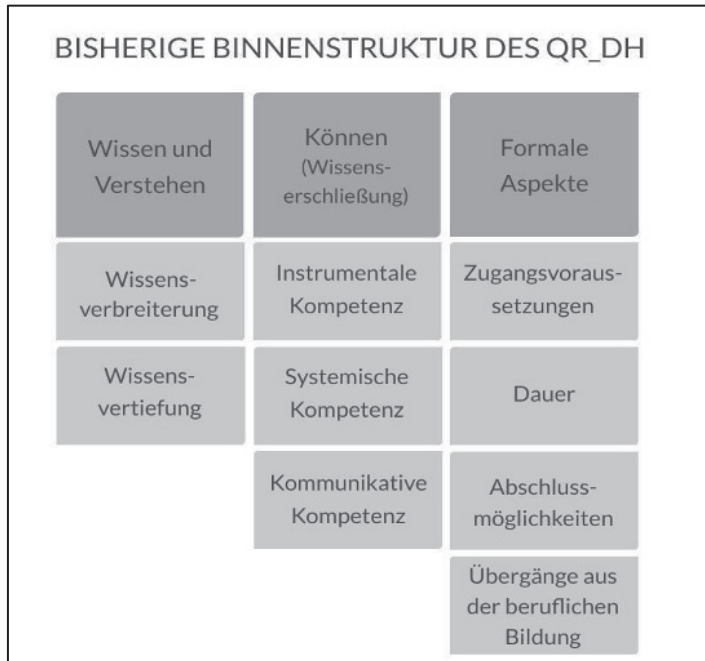 BISHERIGE BINNENSTRUKTUR DES QR_DH
Wissen und
Verstehen
Wissens-
verbreiterung
Wissens-
vertiefung
Können
(Wissens-
erschließung)
Instrumentale
Kompetenz
Systemische
Kompetenz
Kommunikative
Kompetenz
Formale
Aspekte
Zugangsvoraus-
setzungen
Dauer
Abschluss-
möglichkeiten
Übergänge aus
der beruflichen
Bildung